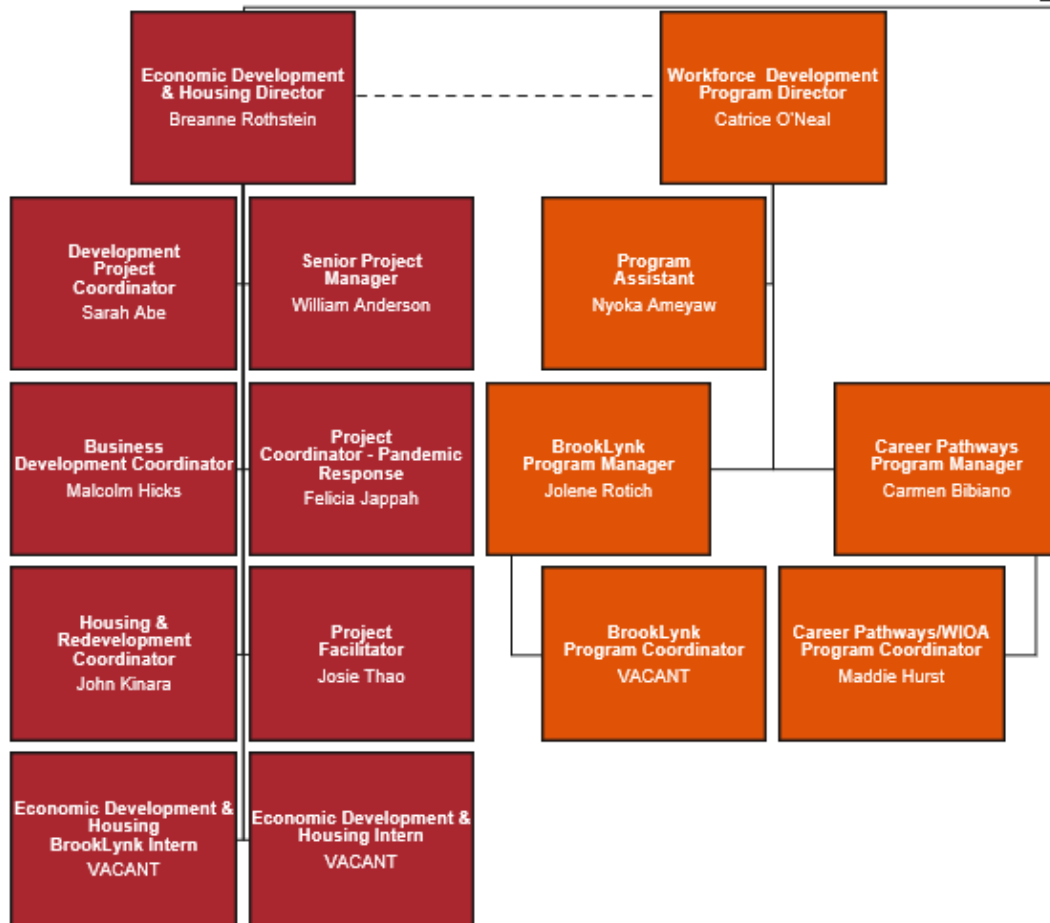 Economic Development
& Housing Director
Breanne Rothstein
Workforce Development
Program Director
Catrice O'Neal
Development
Project
Coordinator
Sarah Abe
Senior Project
Manager
William Anderson
Program
Assistant
Nyoka Ameyaw
Business
Development Coordinator
Malcolm Hicks
Project
Coordinator - Pandemic
Response
Felicia Jappah
BrookLynk
Program Manager
Jolene Rotich
Career Pathways
Program Manager
Carmen Bibiano
Housing &
Redevelopment
Coordinator
John Kinara
Project
Facilitator
Josie Thao
BrookLynk
Program Coordinator
VACANT
Career Pathways/WIOA
Program Coordinator
Maddie Hurst
Economic Development &
Housing
BrookLynk Intern
VACANT
Economic Development &
Housing Intern
VACANT